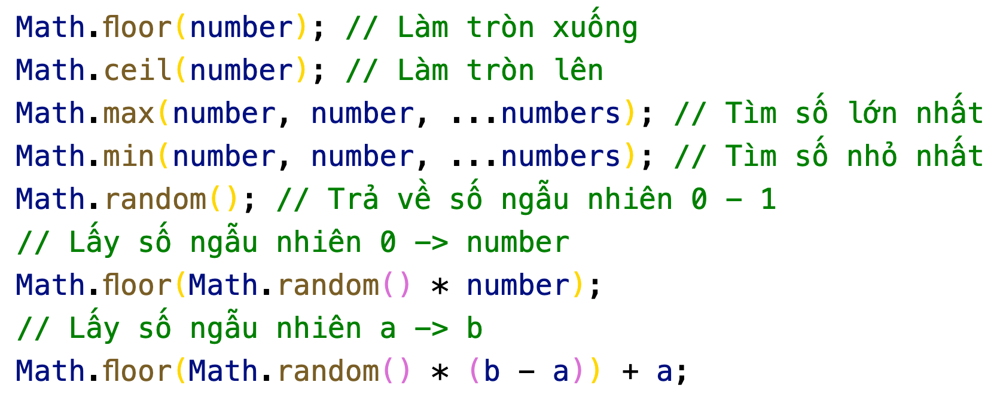 Math.floor(number); // Làm tròn xuống
Math.ceil(number); // Làm tròn lên
Math.max(number, number, ...numbers); // Tìm số lớn nhất
Math.min(number, number, ...numbers); // Tìm số nhỏ nhất
Math.random(); // Trả về số ngẫu nhiên 0 - 1
// Lấy số ngẫu nhiên 0 -> number
Math.floor(Math.random() * number);
// Lấy số ngẫu nhiên a -> b
Math.floor(Math.random() * (b - a)) + a;